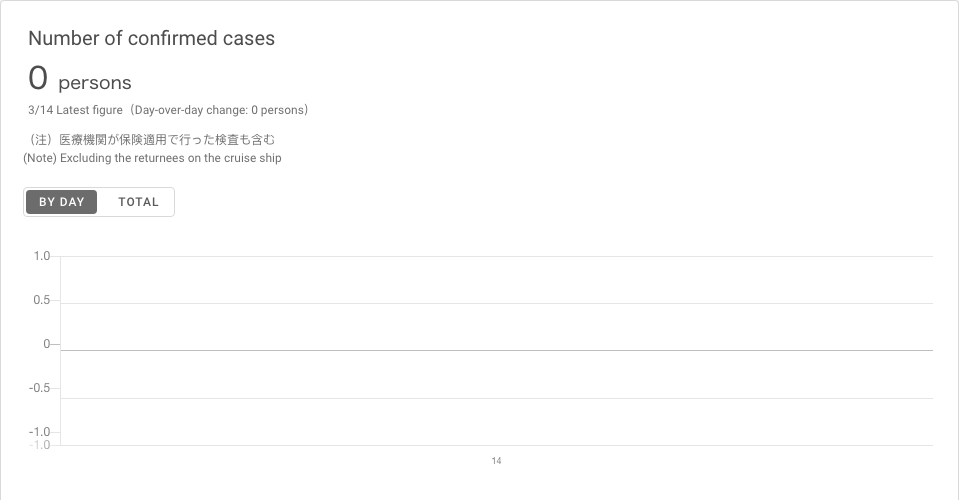 Number of confirmed cases
0 persons
3/14 Latest figure（Day-over-day change: 0 persons）
（注）医療機関が保険適用で行った検査も含む
(Note) Excluding the returnees on the cruise ship
BY DAY TOTAL
1.0
0.5
0
-0.5
-1.0
-1.0
14